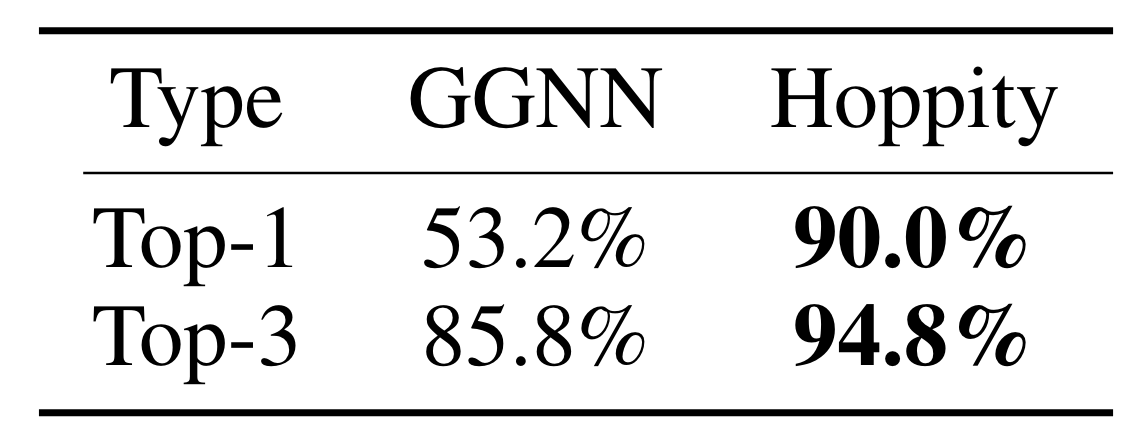 Type GGNN Hoppity
Top-1 53.2% 90.0%
Top-3 85.8% 94.8%